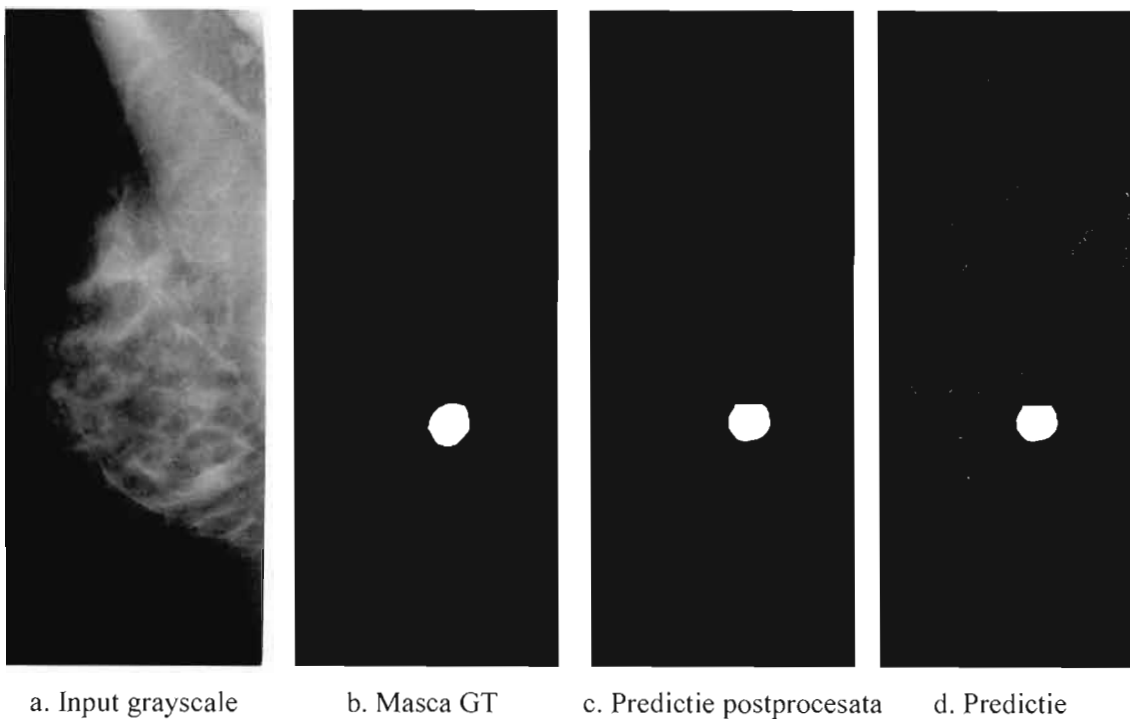 a. Input grayscale
b. Masca GT
c. Predictie postprocesata
d. Predictie